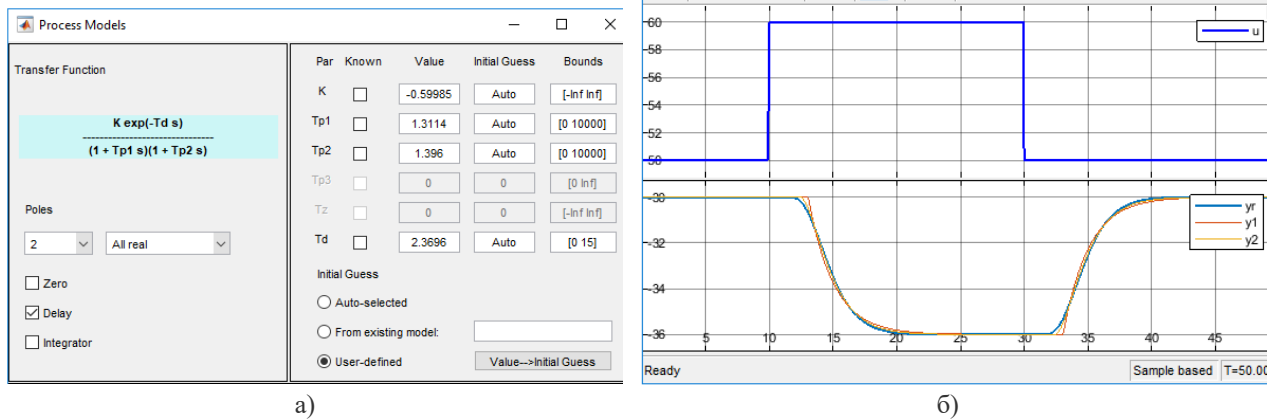 Process Models
Transfer Function
K exp(-Td s)
------------------------------
(1 + Tp1 s)(1 + Tp2 s)
Poles
2 All real
Zero
Delay
Integrator
Par Known Value Initial Guess Bounds
K -0.59985 Auto [-Inf Inf]
Tp1 1.3114 Auto [0 10000]
Tp2 1.396 Auto [0 10000]
Tp3 0 0 [0 Inf]
Tz 0 0 [-Inf Inf]
Td 2.3696 Auto [0 15]
Initial Guess
Auto-selected
From existing model:
User-defined Value-->Initial Guess
а)
60
u
58
56
54
52
50
-30
yr
y1
y2
-32
-34
-36
5 10 15 20 25 30 35 40 45
Ready Sample based T=50.00
б)